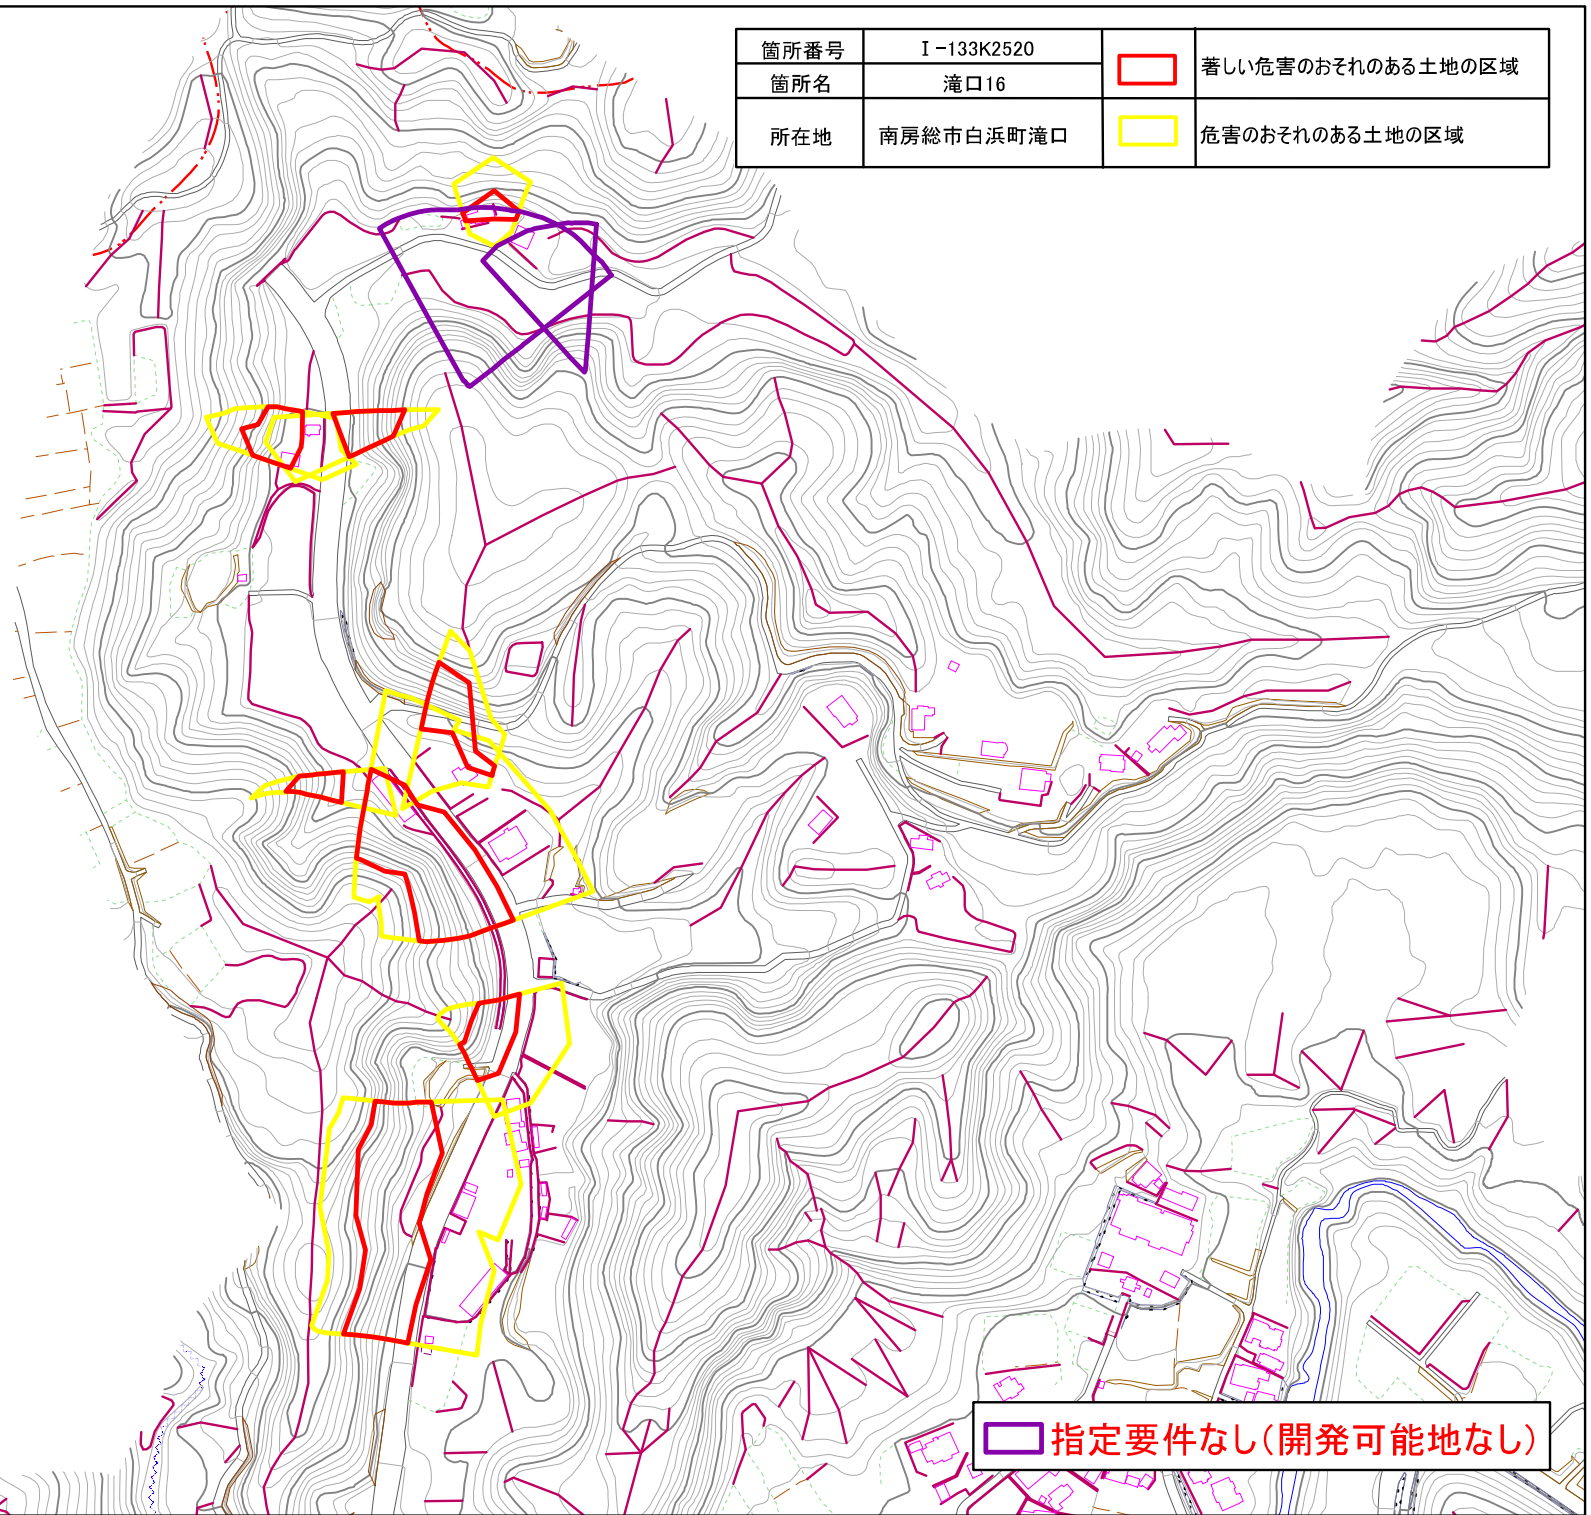 箇所番号 Ⅰ-133K2520
著しい危害のおそれのある土地の区域
箇所名 滝口16
所在地 南房総市白浜町滝口
危害のおそれのある土地の区域
指定要件なし(開発可能地なし)